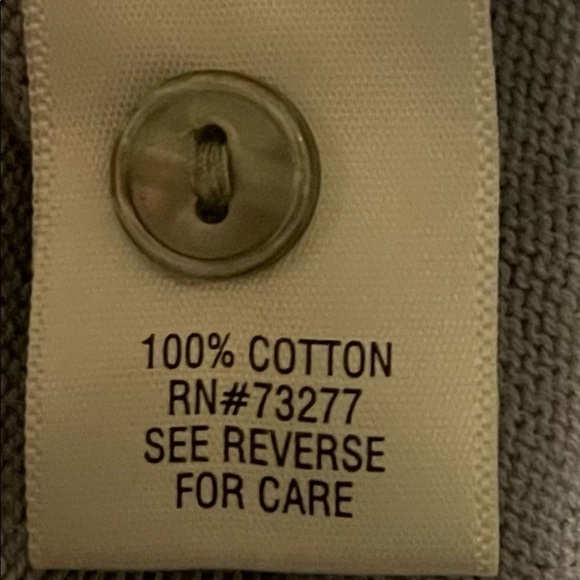 100% COTTON
RN#73277
SEE REVERSE
FOR CARE